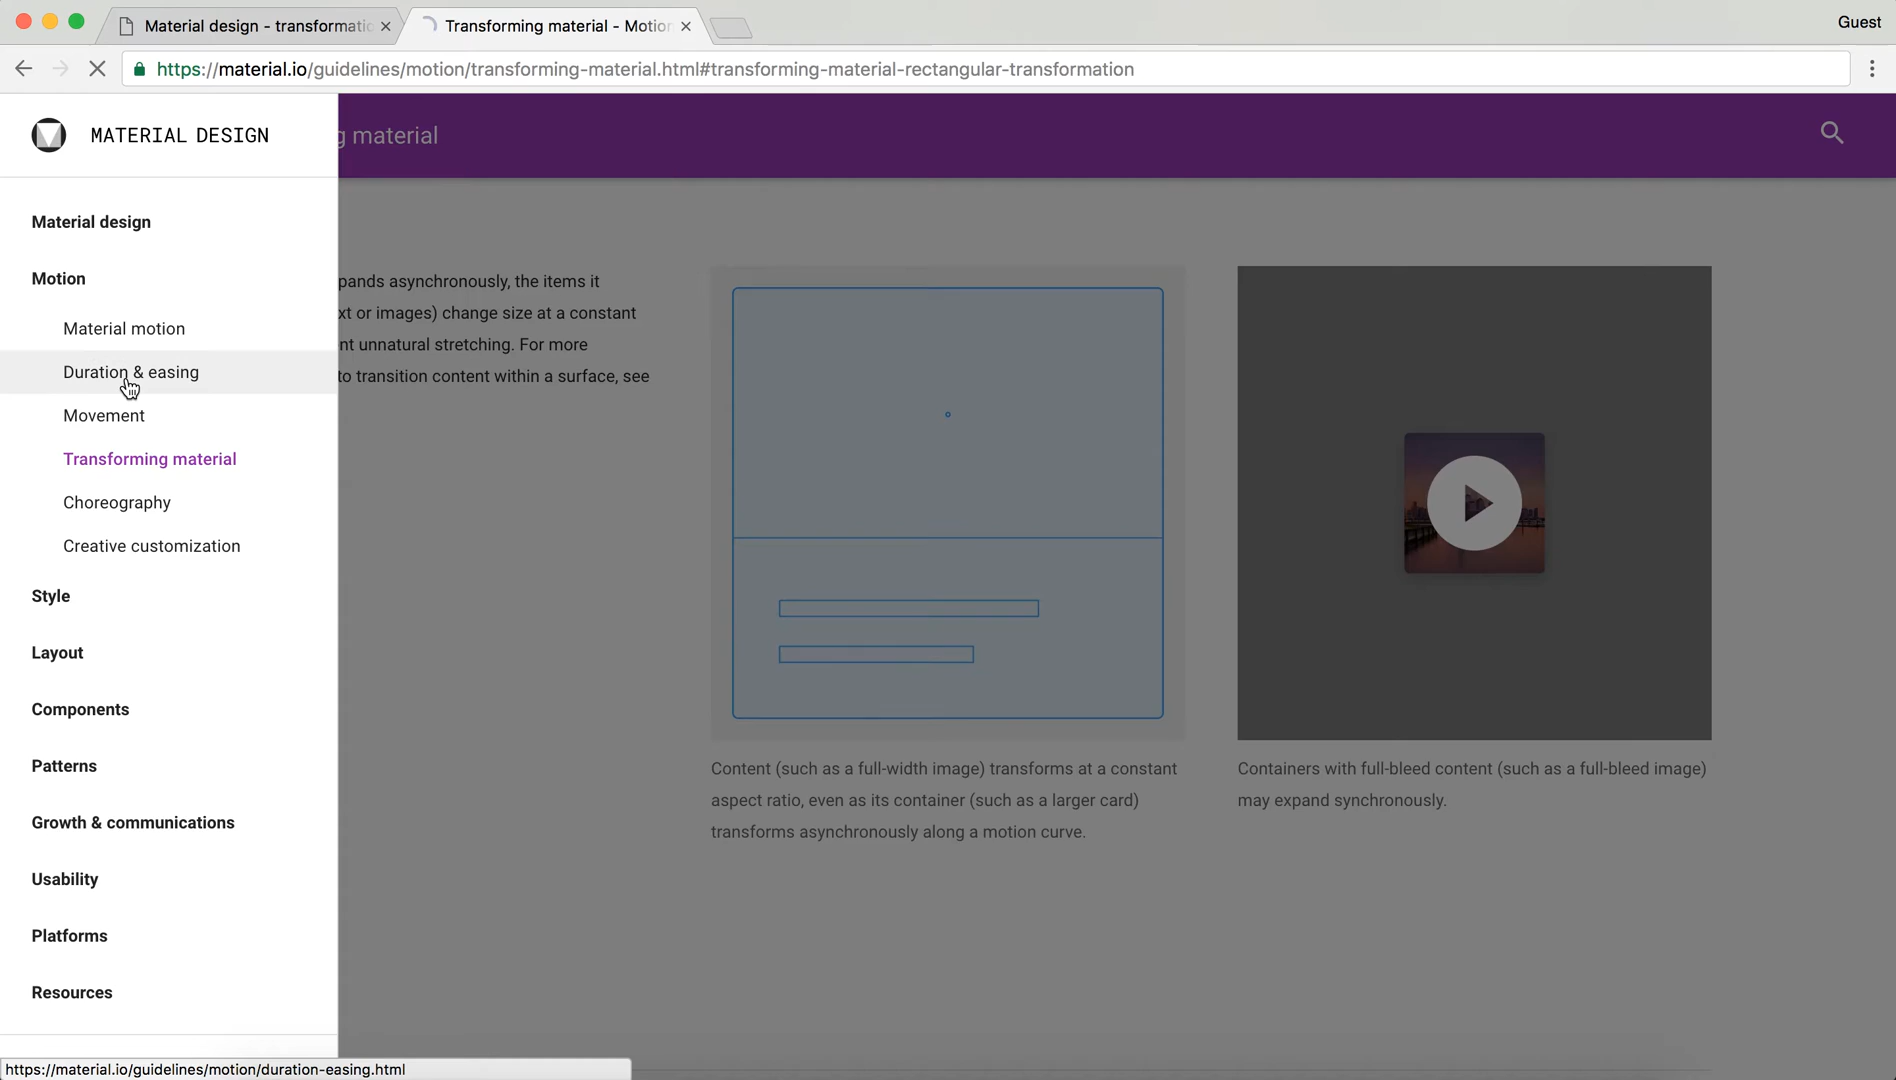 Material design - transformatio
Transforming material - Motion
Guest
https://material.io/guidelines/motion/transforming-material.html#transforming-material-rectangular-transformation
MATERIAL DESIGN
g material
Material design
Motion
Material motion
Duration & easing
Movement
Transforming material
Choreography
Creative customization
Style
Layout
Components
Patterns
Growth & communications
Usability
Platforms
Resources
pands asynchronously, the items it
xt or images) change size at a constant
nt unnatural stretching. For more
to transition content within a surface, see
Content (such as a full-width image) transforms at a constant
aspect ratio, even as its container (such as a larger card)
transforms asynchronously along a motion curve.
Containers with full-bleed content (such as a full-bleed image)
may expand synchronously.
https://material.io/guidelines/motion/duration-easing.html